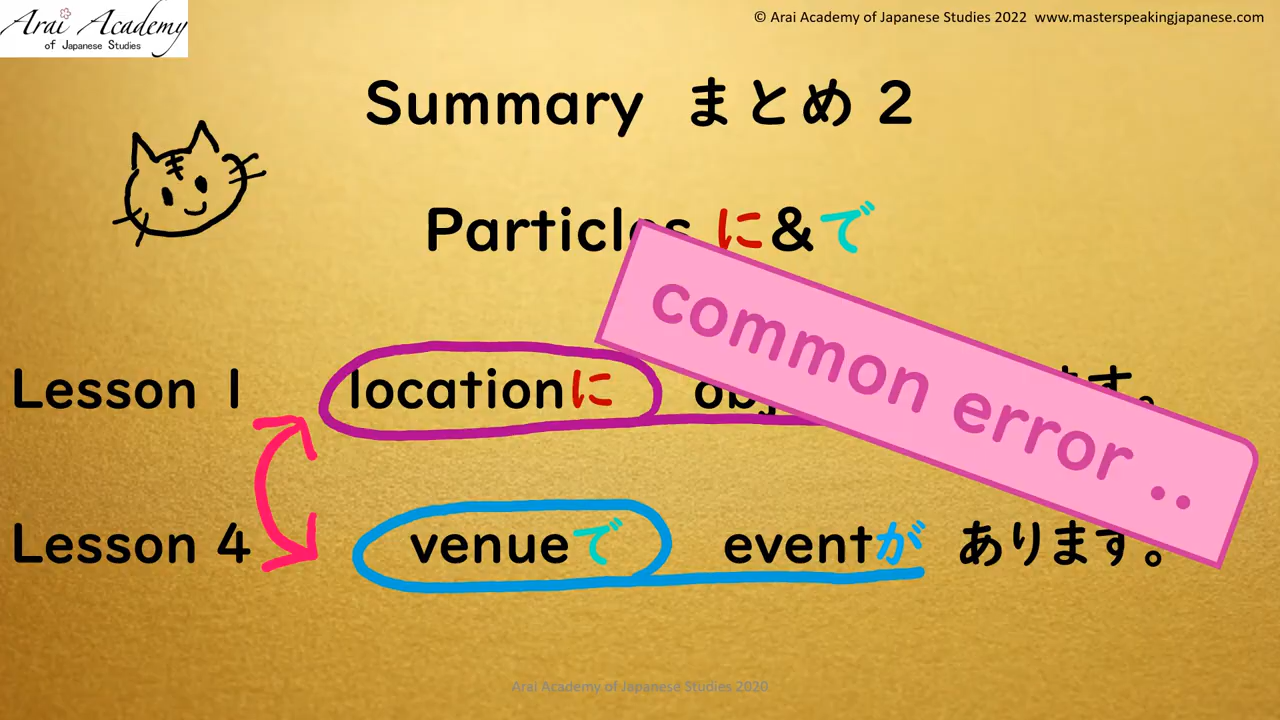 Arai Academy
of Japanese Studies
© Arai Academy of Japanese Studies 2022 www.masterspeakingjapanese.com
Summary まとめ 2
Particles に&で
common error ..
Lesson 1 locationに す。
Lesson 4 venueで eventが あります。
Arai Academy of Japanese Studies 2020